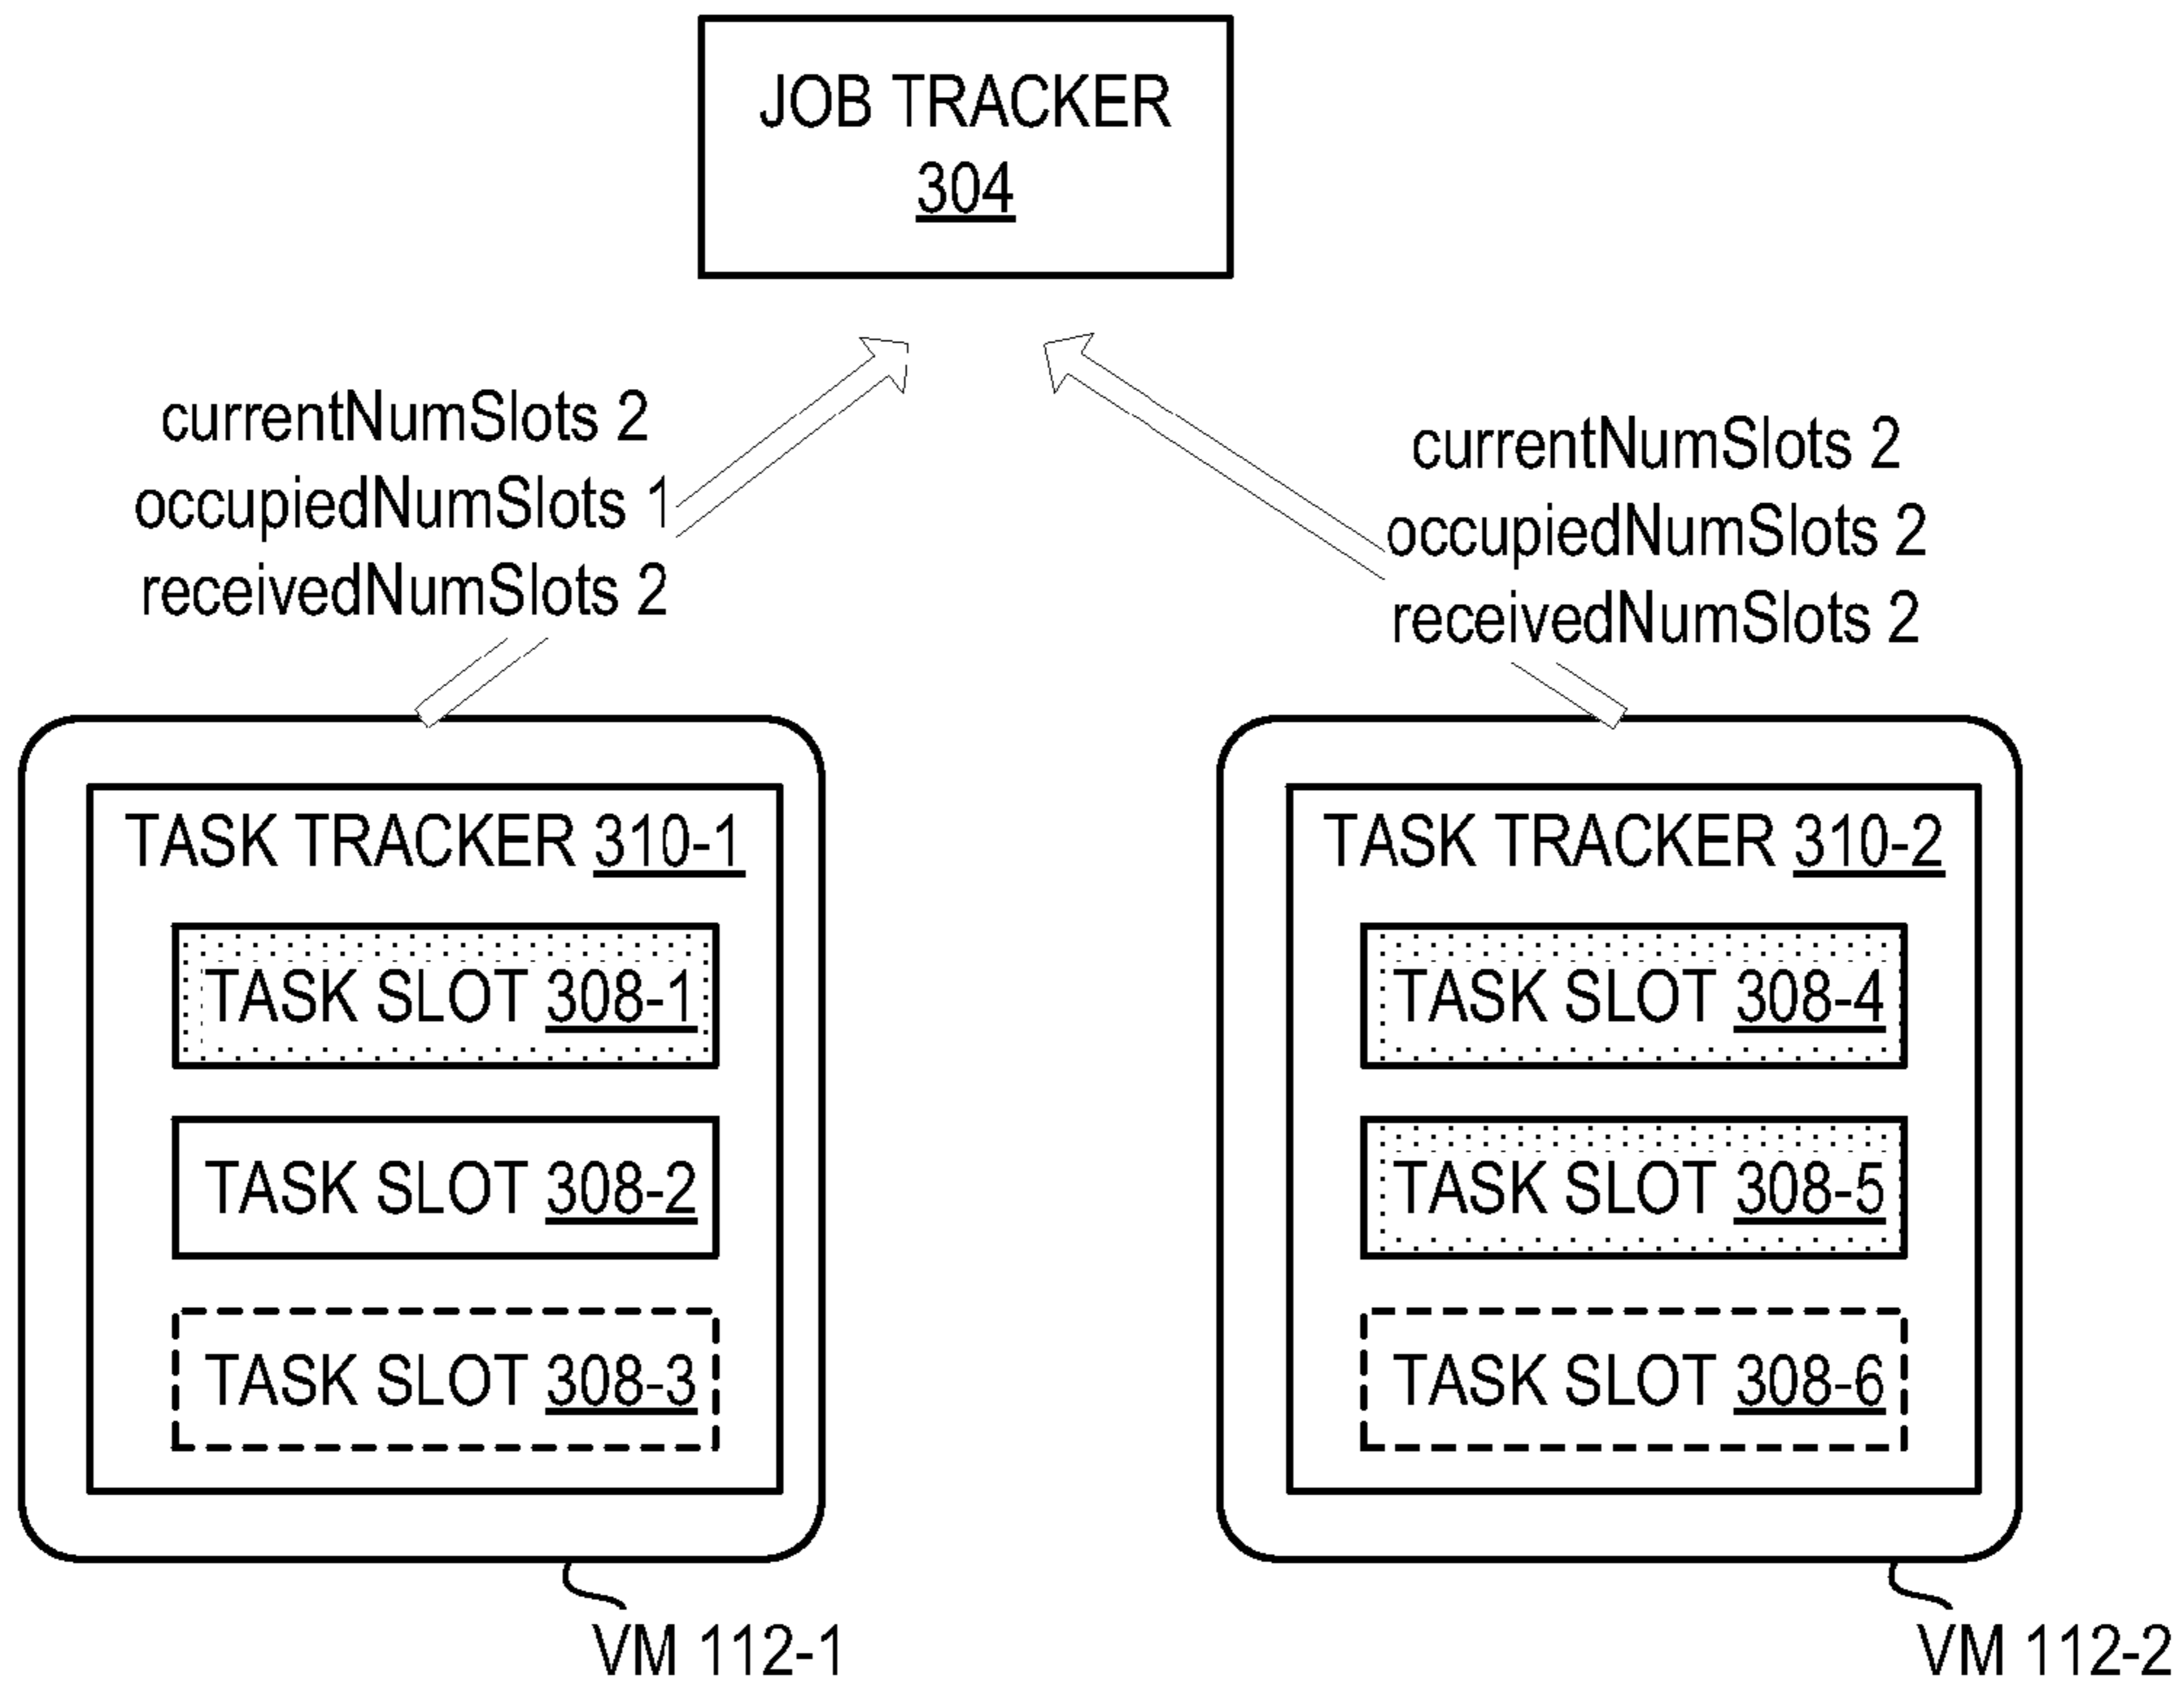 JOB TRACKER
304
currentNumSlots 2
occupiedNumSlots 1
receivedNumSlots 2
currentNumSlots 2
occupiedNumSlots 2
receivedNumSlots 2
TASK TRACKER 310-1
TASK SLOT 308-1
TASK SLOT 308-2
TASK SLOT 308-3
VM 112-1
TASK TRACKER 310-2
TASK SLOT 308-4
TASK SLOT 308-5
TASK SLOT 308-6
VM 112-2